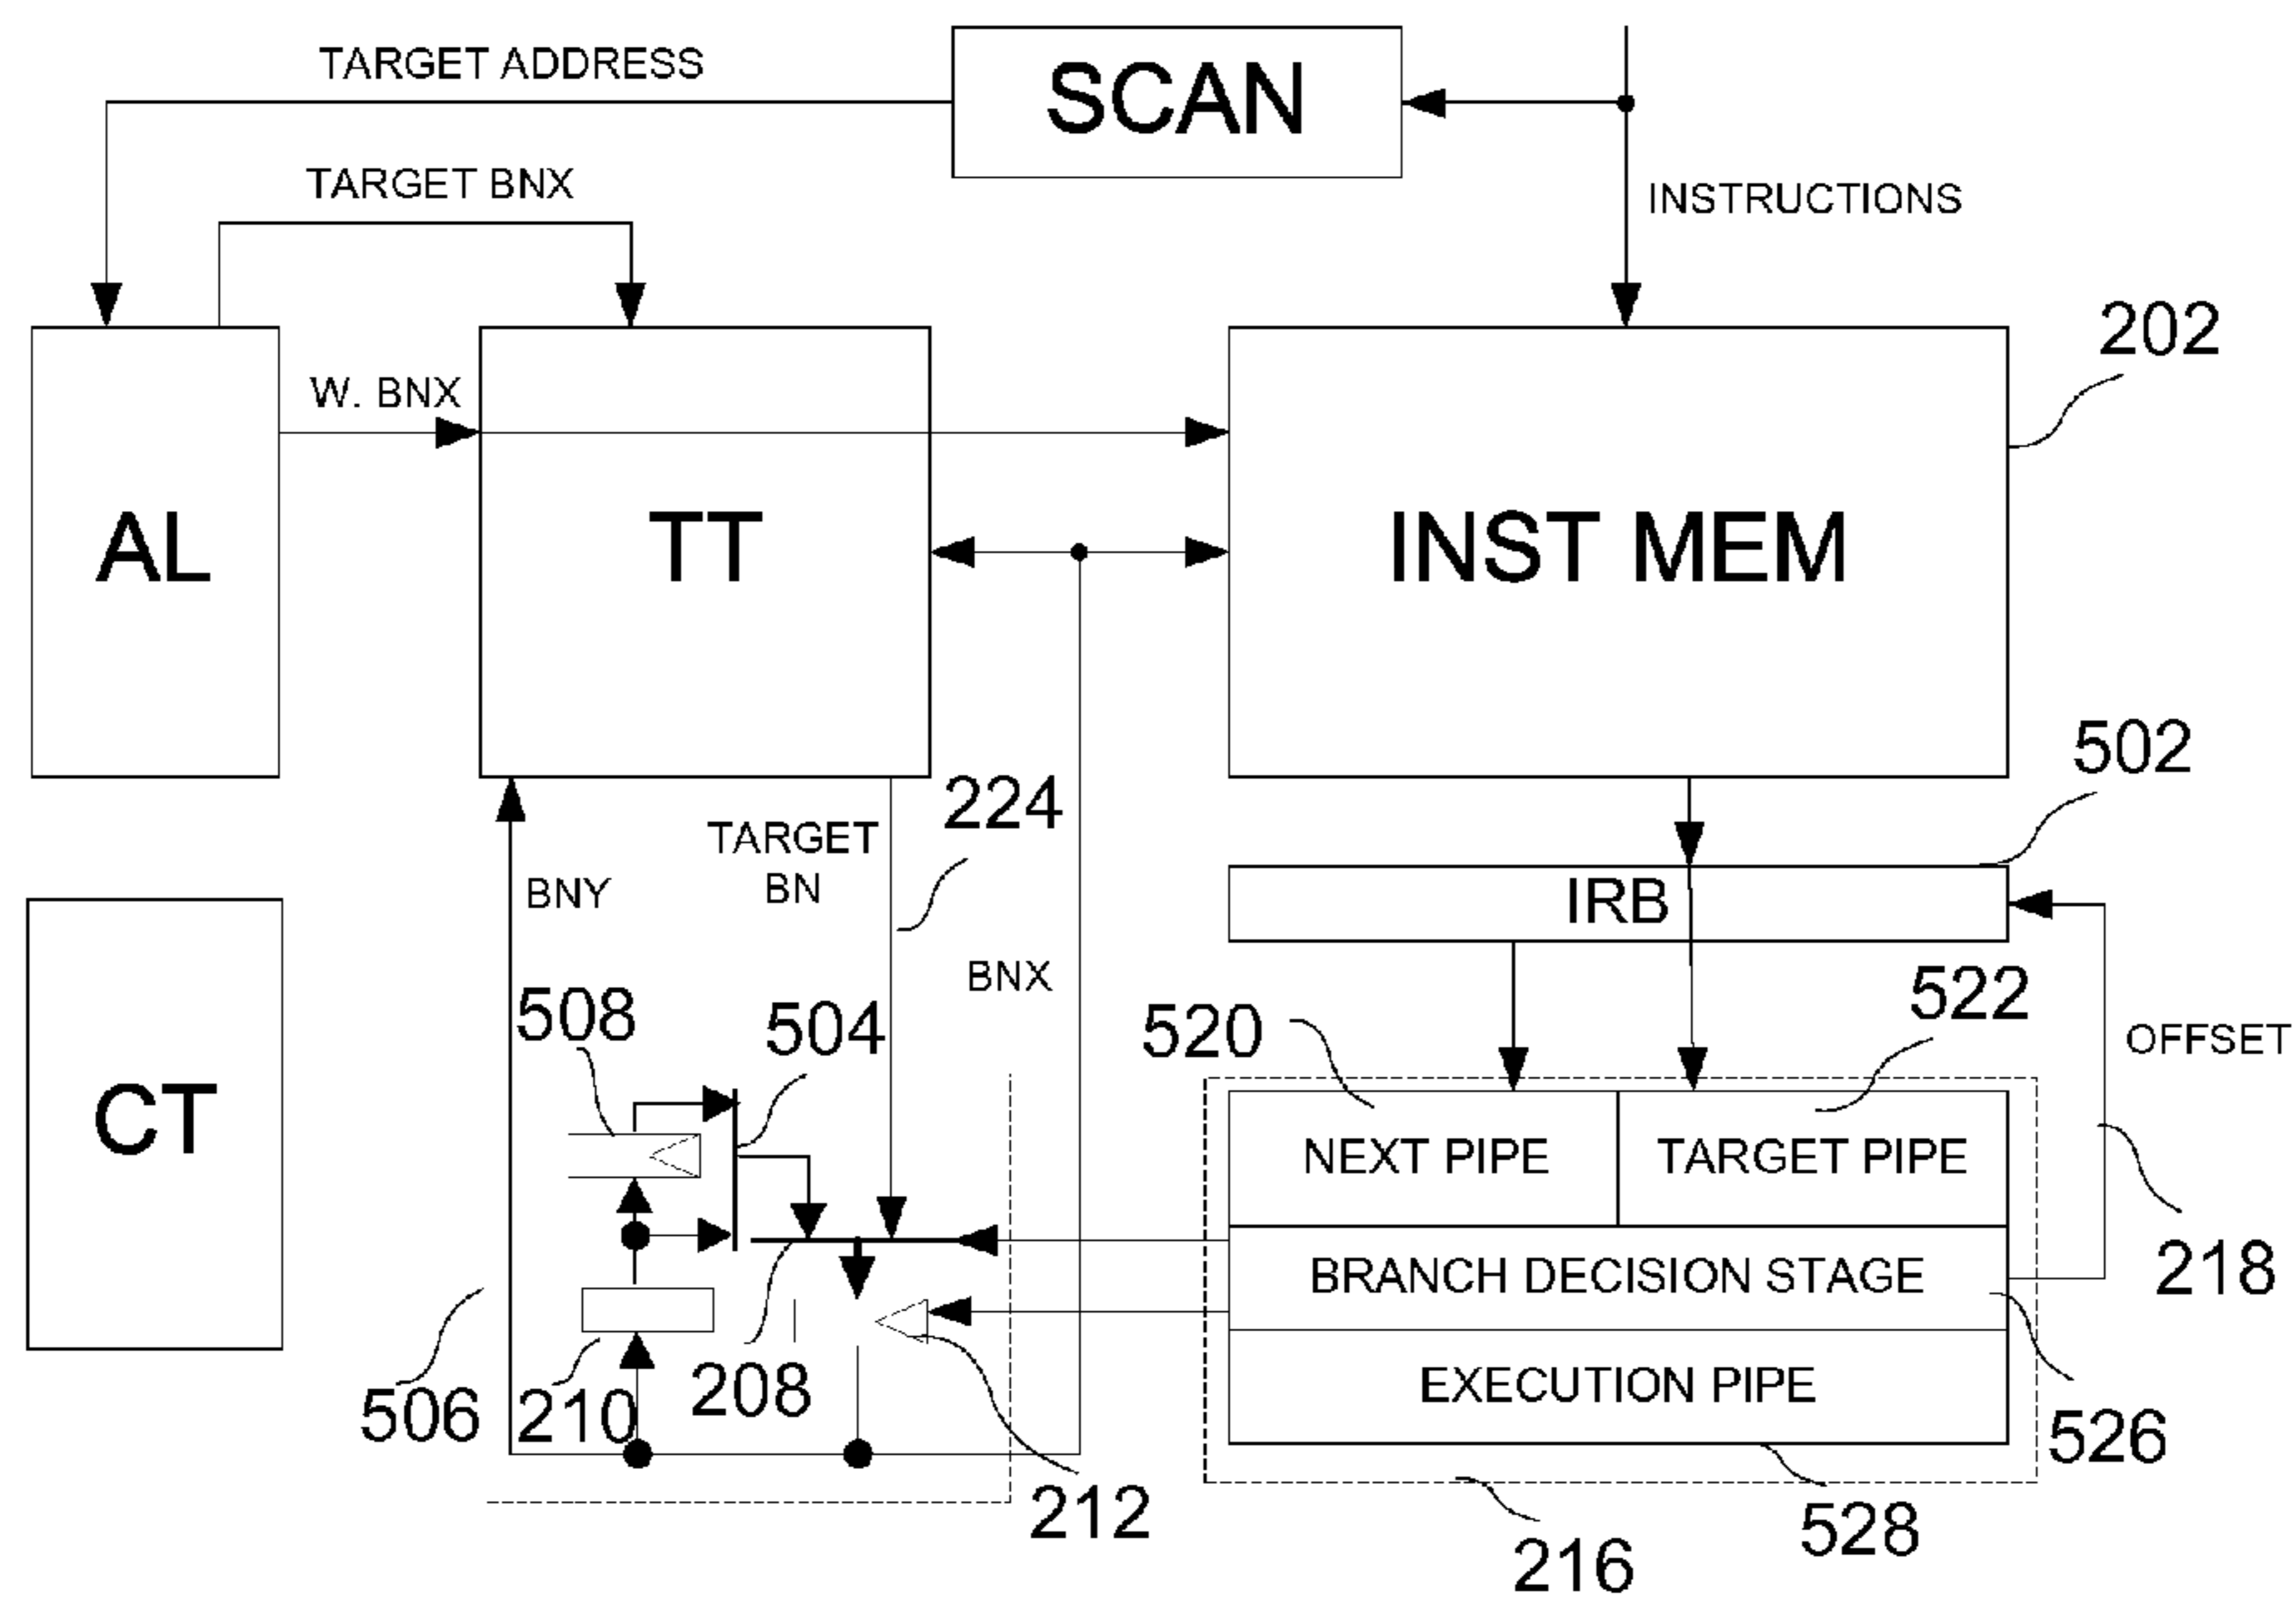 TARGET ADDRESS
SCAN
TARGET BNX
INSTRUCTIONS
202
W. BNX
AL
TT
INST MEM
502
224
TARGET
BN
BNY
IRB
BNX
522
508
504
520
OFFSET
CT
NEXT PIPE
TARGET PIPE
BRANCH DECISION STAGE
218
EXECUTION PIPE
506
210
208
526
212
528
216